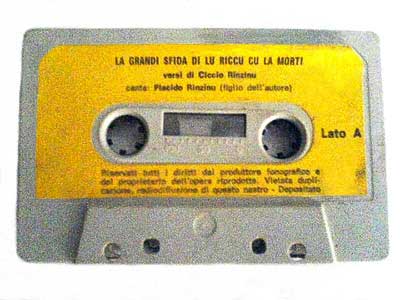 LA GRANDI SFIDA DI LU RICCU CU LA MORTI
versi di Ciccio Rinzinu
canta: Placido Rinzinu (figlio dell'autore)
Lato A
Riservati tutti i diritti del produttore fonografico e
del proprietario dell'opera riprodotta. Vietata dupli-
cazione, radiodiffusione di questo nastro - Depositato